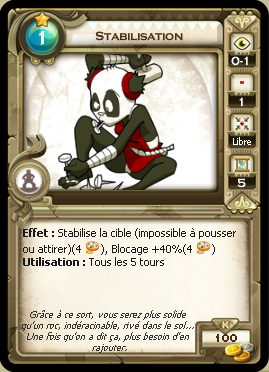 1
STABILISATION
0-1
1
Libre
5
Effet : Stabilise la cible (impossible à pousser
ou attirer)(4 ), Blocage +40%(4 )
Utilisation : Tous les 5 tours
Grâce à ce sort, vous serez plus solide
qu'un roc, indéracinable, rivé dans le sol...
Une fois qu'on a dit ça, plus besoin d'en
rajouter.
K
100